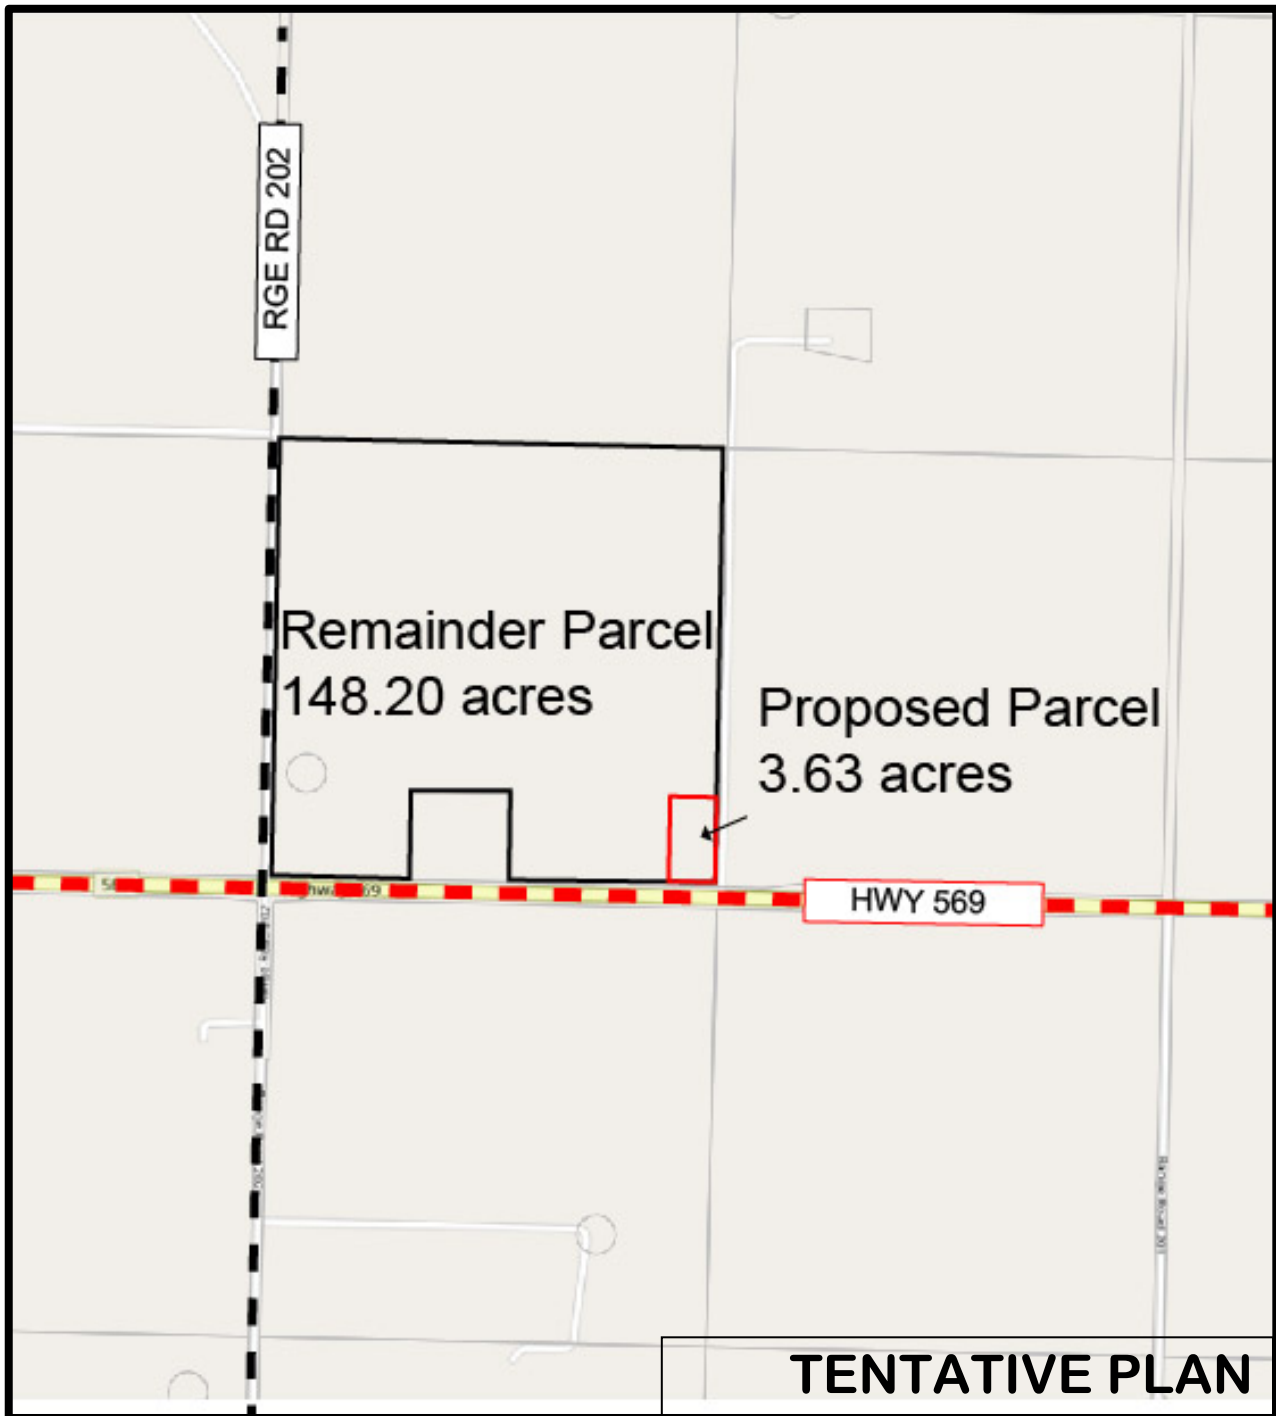 RGE RD 202
Remainder Parcel
148.20 acres
Proposed Parcel
3.63 acres
HWY 569
TENTATIVE PLAN